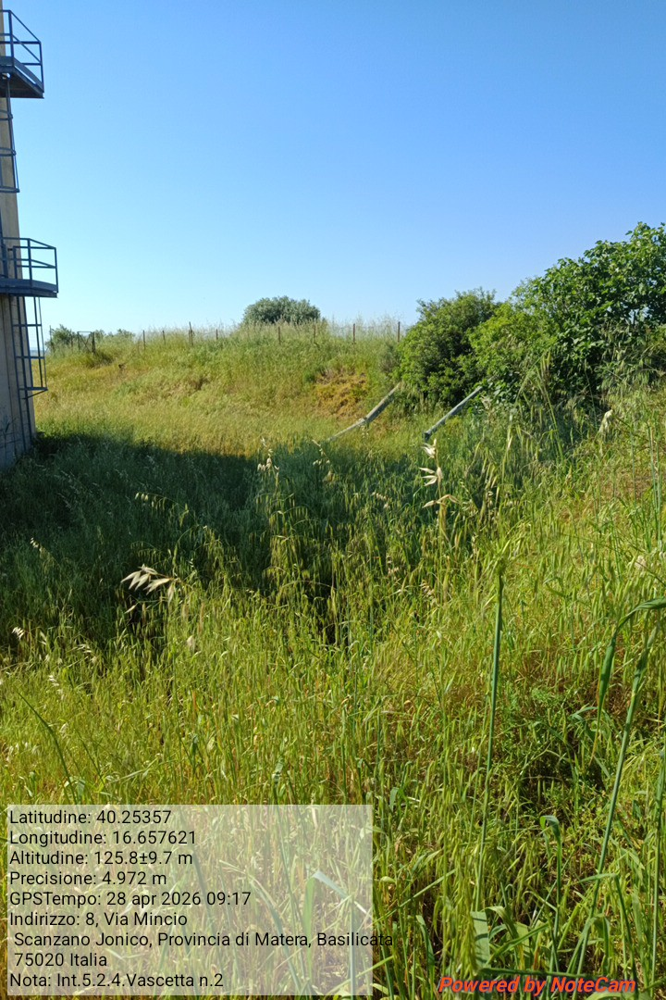 Latitudine: 40.25357
Longitudine: 16.657621
Altitudine: 125.8±9.7 m
Precisione: 4.972 m
GPSTempo: 28 apr 2026 09:17
Indirizzo: 8, Via Mincio
Scanzano Jonico, Provincia di Matera, Basilicata
75020 Italia
Nota: Int.5.2.4.Vascetta n.2
Powered by NoteCam